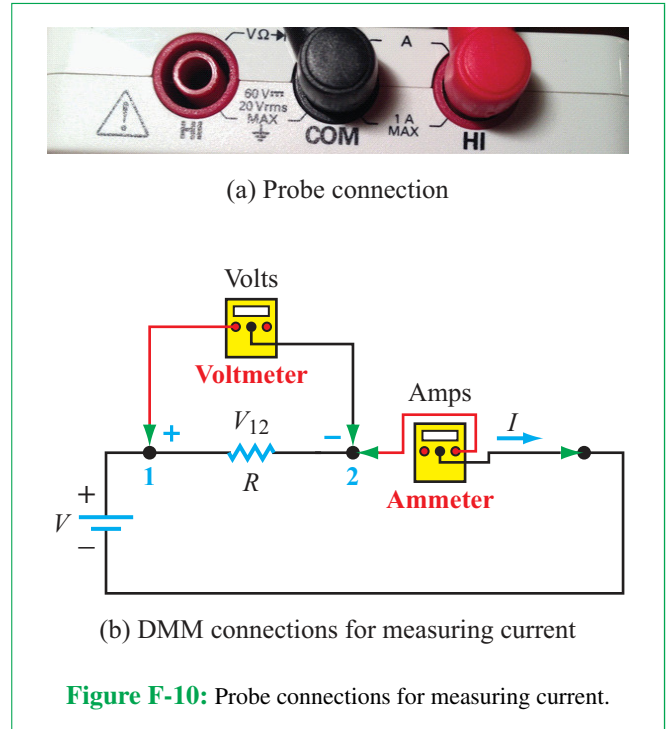 VΩ
A
60 V
20 Vrms
MAX
1 A
MAX
HI
COM
HI
(a) Probe connection
Volts
Voltmeter
Amps
V12
I
+
−
1
R
2
Ammeter
+
V
−
(b) DMM connections for measuring current
Figure F-10: Probe connections for measuring current.